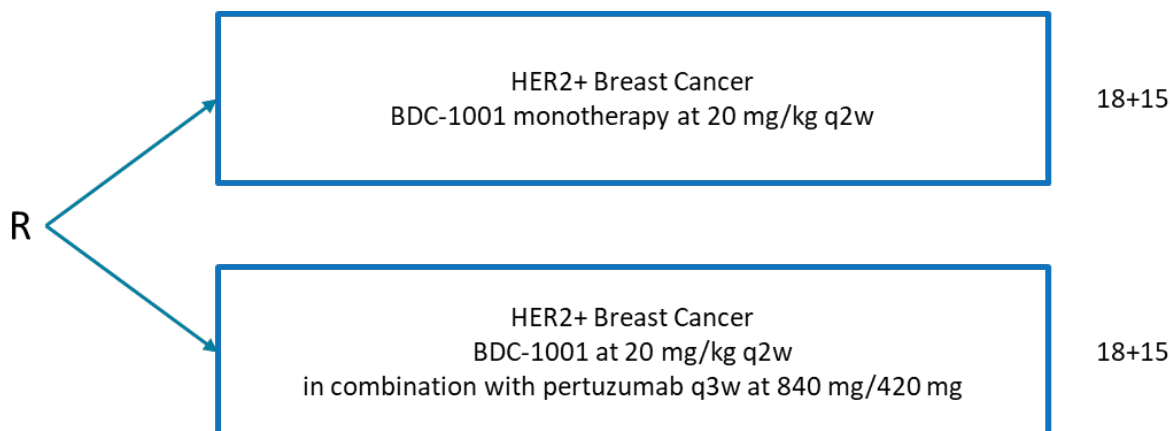 HER2+ Breast Cancer
BDC-1001 monotherapy at 20 mg/kg q2w
18+15
R
HER2+ Breast Cancer
BDC-1001 at 20 mg/kg q2w
in combination with pertuzumab q3w at 840 mg/420 mg
18+15